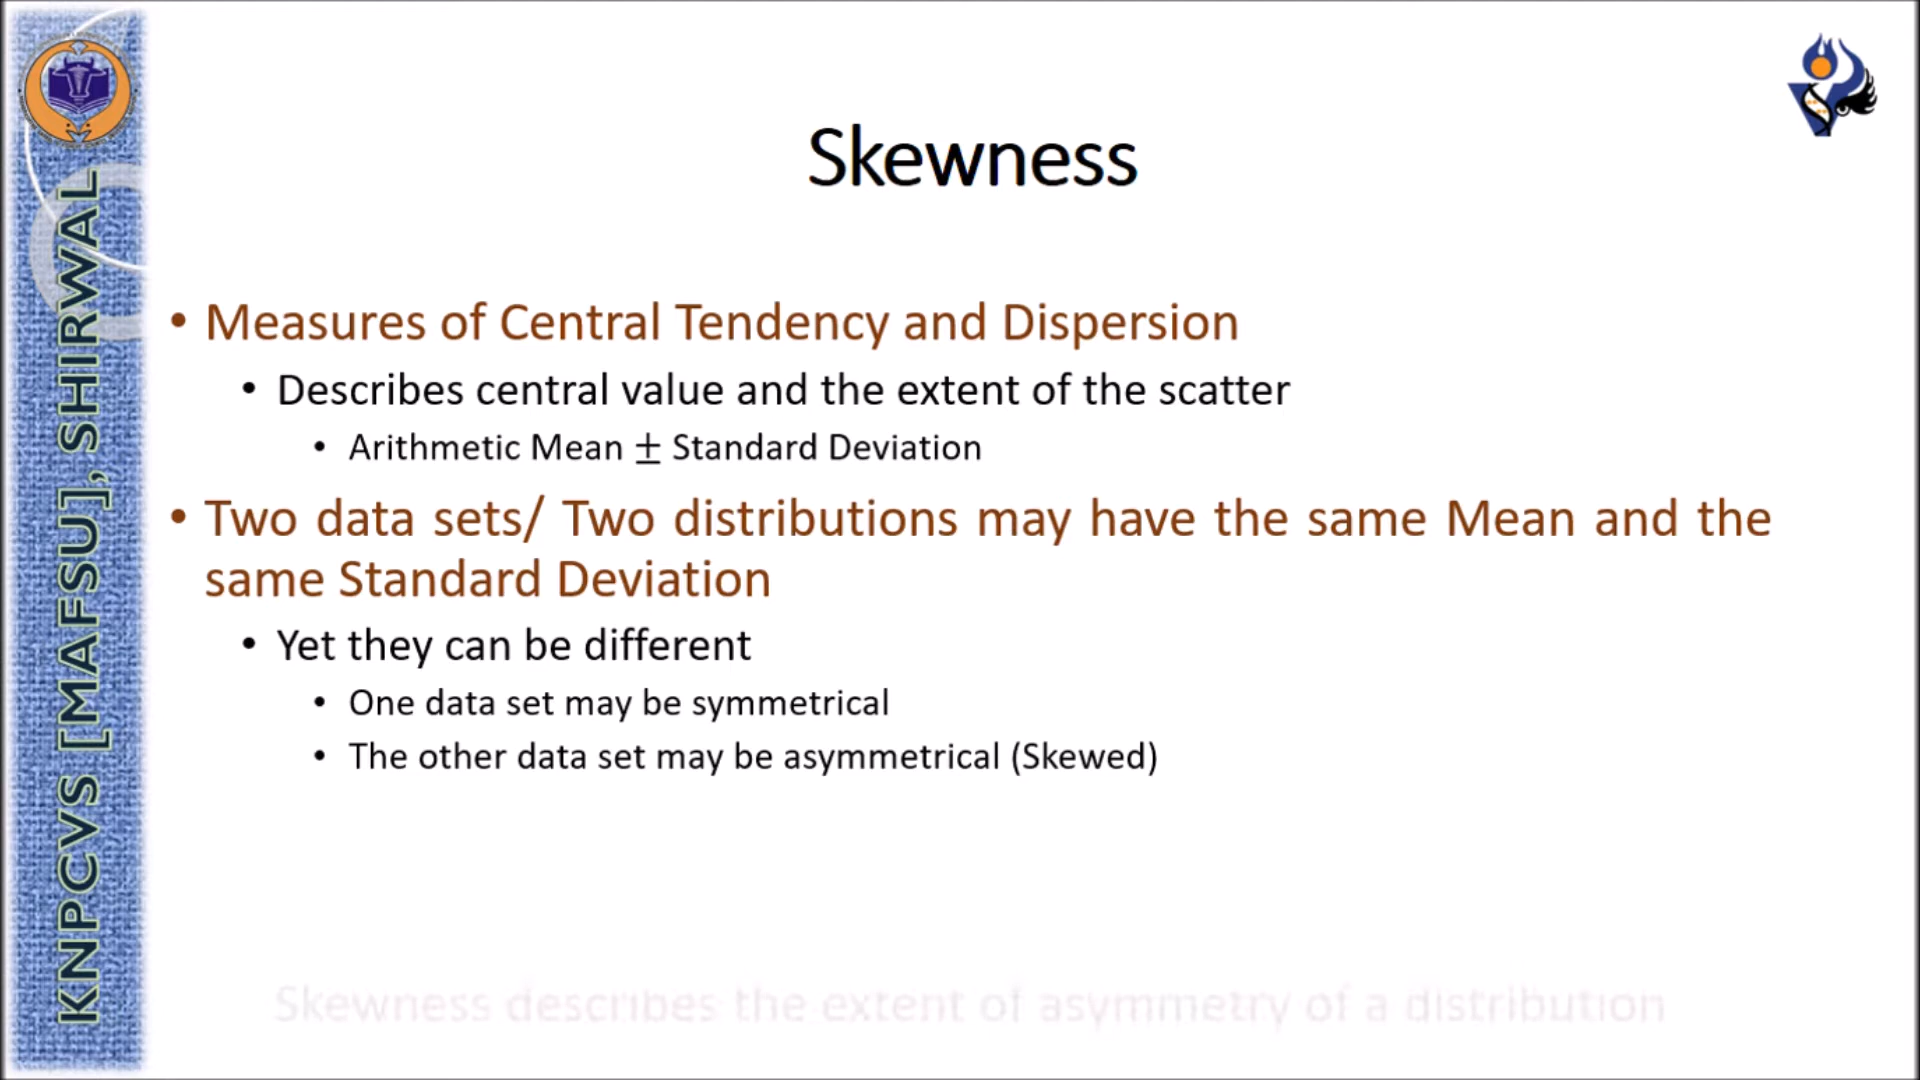 KNPCVS [MAFSU], SHIRWAL
Skewness
• Measures of Central Tendency and Dispersion
• Describes central value and the extent of the scatter
• Arithmetic Mean ± Standard Deviation
• Two data sets/ Two distributions may have the same Mean and the
same Standard Deviation
• Yet they can be different
• One data set may be symmetrical
• The other data set may be asymmetrical (Skewed)
Skewness describes the extent of asymmetry of a distribution